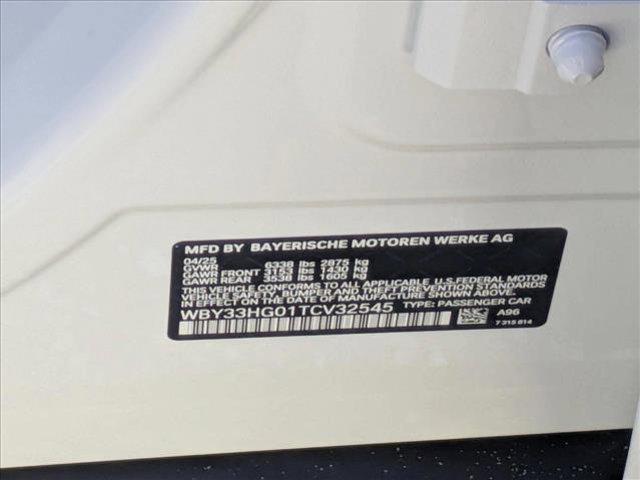 MFD BY BAYERISCHE MOTOREN WERKE AG
04/25
GVWR 6338 lbs 2875 kg
GAWR FRONT 3153 lbs 1430 kg
GAWR REAR 3538 lbs 1605 kg
THIS VEHICLE CONFORMS TO ALL APPLICABLE U.S.FEDERAL MOTOR
VEHICLE SAFETY, BUMPER, AND THEFT PREVENTION STANDARDS
IN EFFECT ON THE DATE OF MANUFACTURE SHOWN ABOVE.
WBY33HG01TCV32545 TYPE: PASSENGER CAR
A96
7 315 814